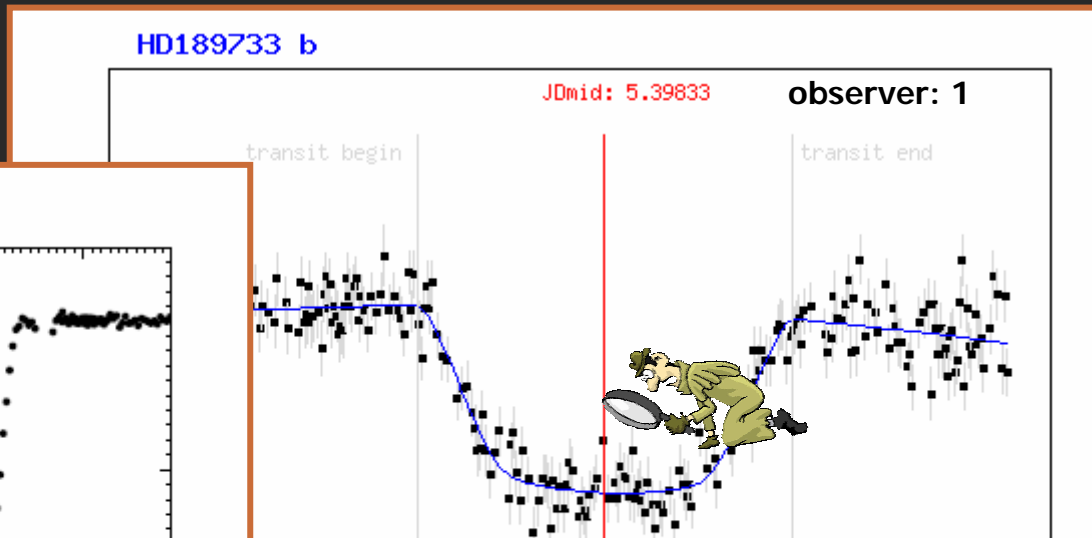 HD189733 b
JDmid: 5.39833
observer: 1
transit begin
transit end